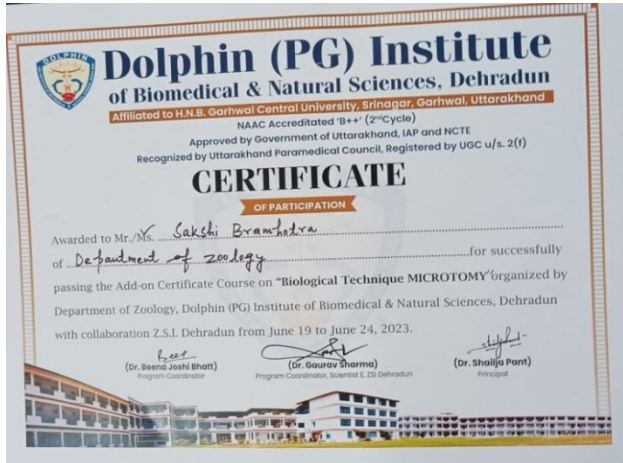 DOLPHIN
Dolphin (PG) Institute
of Biomedical & Natural Sciences, Dehradun
Affiliated to H.N.B. Garhwal Central University, Srinagar, Garhwal, Uttarakhand
NAAC Accreditated 'B++' (2ndCycle)
Approved by Government of Uttarakhand, IAP and NCTE
Recognized by Uttarakhand Paramedical Council, Registered by UGC u/s. 2(f)
CERTIFICATE
OF PARTICIPATION
Awarded to Mr./Ms. Sakshi Bramhotra
of Department of zoology for successfully
passing the Add-on Certificate Course on "Biological Technique MICROTOMY" organized by
Department of Zoology, Dolphin (PG) Institute of Biomedical & Natural Sciences, Dehradun
with collaboration Z.S.I. Dehradun from June 19 to June 24, 2023.
(Dr. Beena Joshi Bhatt)
Program Coordinator
(Dr. Gaurav Sharma)
Program Coordinator, Scientist E, ZSI Dehradun
(Dr. Shailja Pant)
Principal